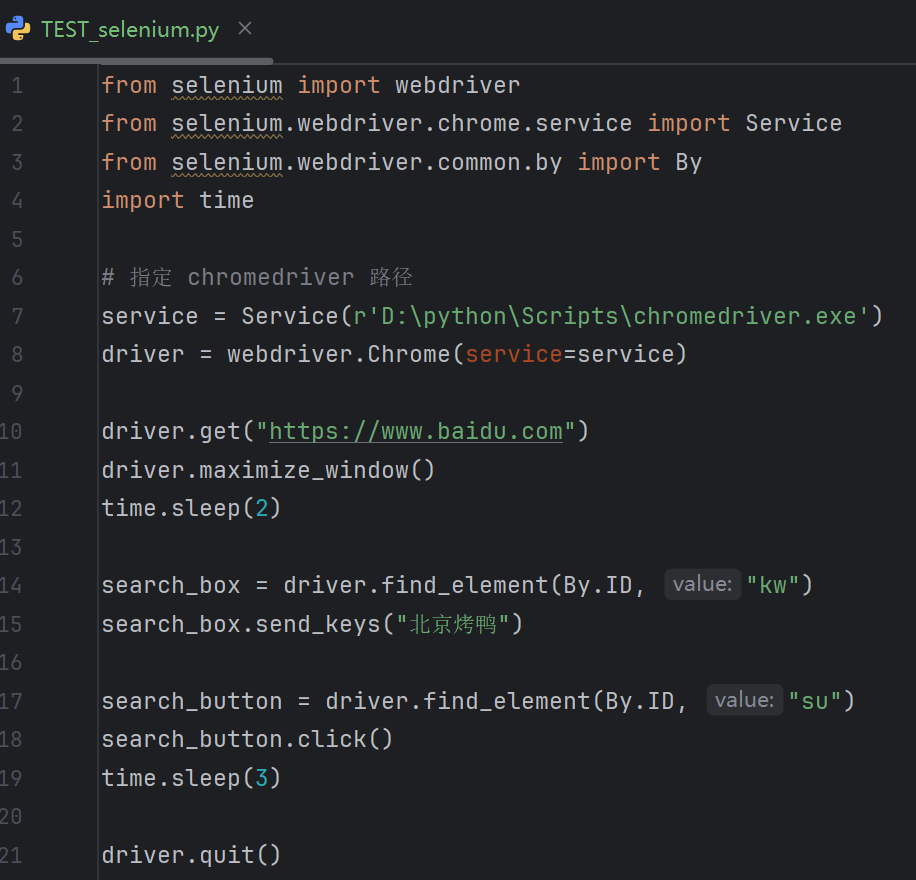 TEST_selenium.py
1 from selenium import webdriver
2 from selenium.webdriver.chrome.service import Service
3 from selenium.webdriver.common.by import By
4 import time
5
6 # 指定 chromedriver 路径
7 service = Service(r'D:\python\Scripts\chromedriver.exe')
8 driver = webdriver.Chrome(service=service)
9
10 driver.get("https://www.baidu.com")
11 driver.maximize_window()
12 time.sleep(2)
13
14 search_box = driver.find_element(By.ID, value: "kw")
15 search_box.send_keys("北京烤鸭")
16
17 search_button = driver.find_element(By.ID, value: "su")
18 search_button.click()
19 time.sleep(3)
20
21 driver.quit()